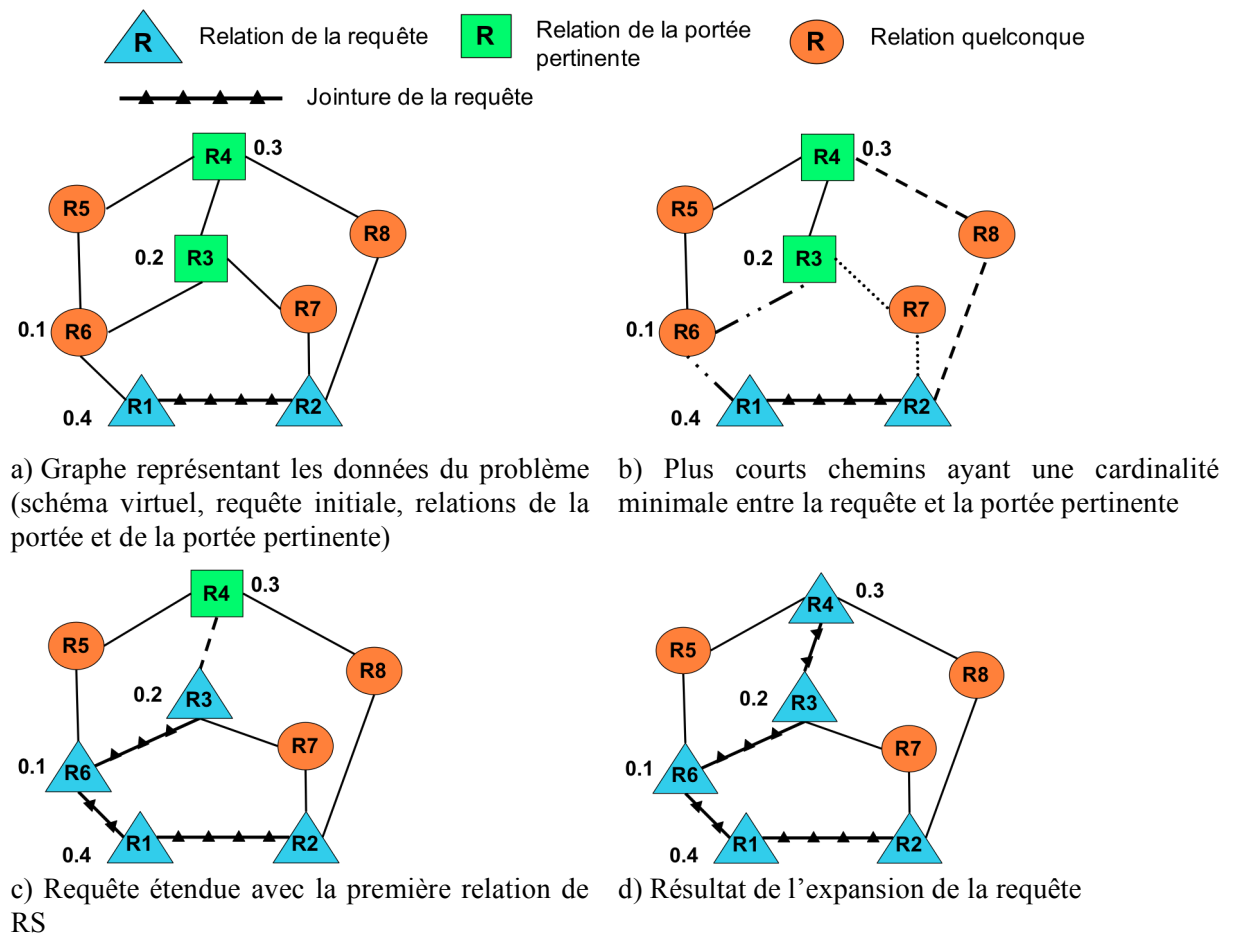 R Relation de la requête
R Relation de la portée
pertinente
R Relation quelconque
Jointure de la requête
R4 0.3
R5
R8
0.2 R3
R7
0.1 R6
R1 R2
0.4
R4 0.3
R5
R8
0.2 R3
R7
0.1 R6
R1 R2
0.4
a) Graphe représentant les données du problème
(schéma virtuel, requête initiale, relations de la
portée et de la portée pertinente)
b) Plus courts chemins ayant une cardinalité
minimale entre la requête et la portée pertinente
R4 0.3
R5
R8
0.2 R3
R7
0.1 R6
R1 R2
0.4
R4 0.3
R5
R8
0.2 R3
R7
0.1 R6
R1 R2
0.4
c) Requête étendue avec la première relation de
RS
d) Résultat de l’expansion de la requête